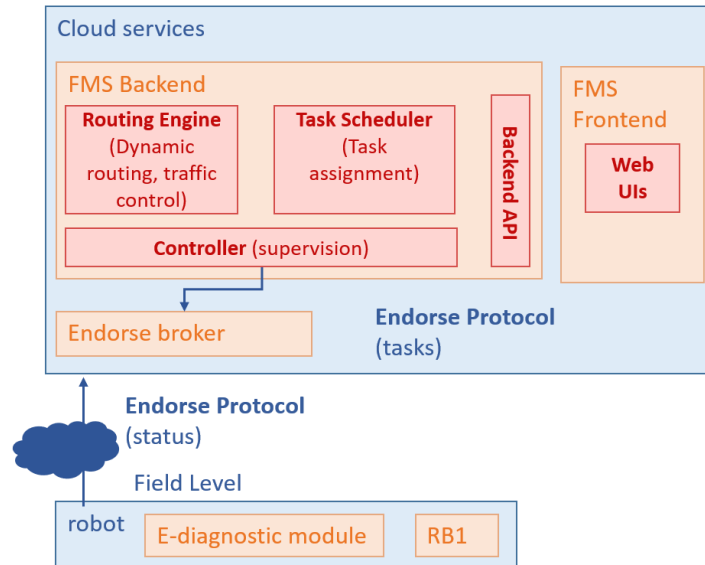 Cloud services
FMS Backend
Routing Engine
(Dynamic
routing, traffic
control)
Task Scheduler
(Task
assignment)
Backend API
Controller (supervision)
FMS
Frontend
Web
UIs
Endorse broker
Endorse Protocol
(tasks)
Endorse Protocol
(status)
Field Level
robot
E-diagnostic module
RB1